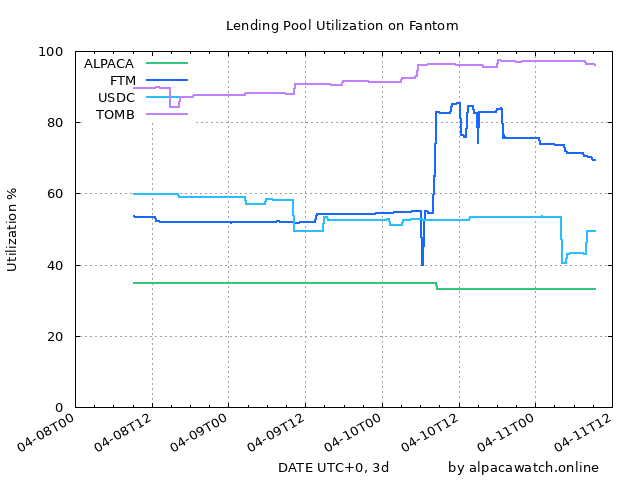 Lending Pool Utilization on Fantom
100
80
60
40
20
0
Utilization %
ALPACA
FTM
USDC
TOMB
04-08T00
04-08T12
04-09T00
04-09T12
04-10T00
04-10T12
04-11T00
04-11T12
DATE UTC+0, 3d
by alpacawatch.online